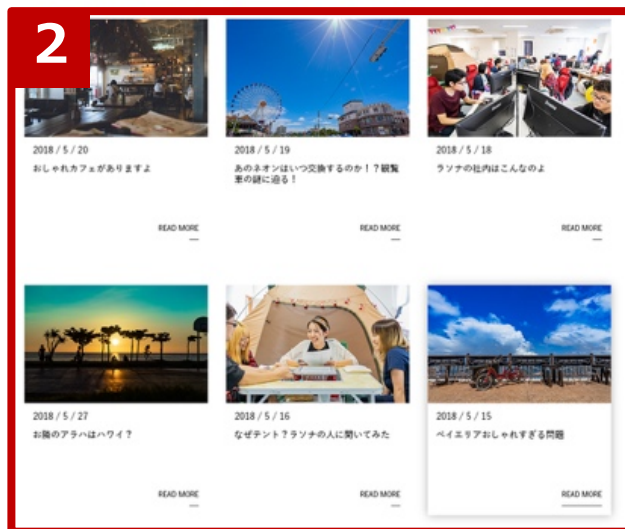 2
2018 / 5 / 20
おしゃれカフェがありますよ
READ MORE
2018 / 5 / 19
あのネオンはいつ交換するのか！？観覧
車の謎に迫る！
READ MORE
2018 / 5 / 18
ラソナの社内はこんなのよ
READ MORE
2018 / 5 / 27
お隣のアラハはハワイ？
READ MORE
2018 / 5 / 16
なぜテント？ラソナの人に聞いてみた
READ MORE
2018 / 5 / 15
ベイエリアおしゃれすぎる問題
READ MORE